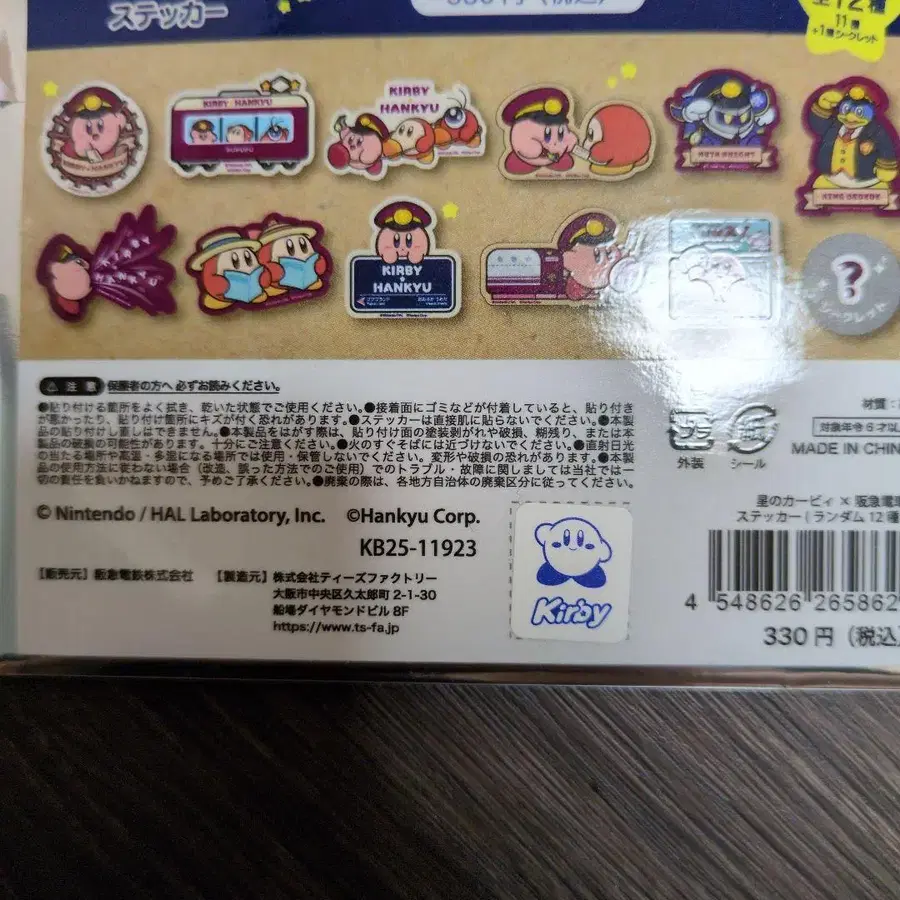 ステッカー
330円(税込)
全12種
11種
+1種シークレット
KIRBY HANKYU
KIRBY
HANKYU
META KNIGHT
KING DEDEDE
KIRBY
HANKYU
?
シークレット
注意 保護者の方へ 必ずお読みください。
●貼り付ける箇所をよく拭き、乾いた状態でご使用ください。●接着面にゴミなどが付着していると、貼り付き
が悪かったり、貼り付け箇所にキズが付く恐れがあります。●ステッカーは直接肌に貼らないでください。●本製
品の貼り付け直しはできません。●本製品をはがす際は、貼り付け面の塗装剥がれや破損、糊残り、または本
製品の破損の可能性があります。十分にご注意ください。●火のすぐそばには近づけないでください。変形や破損の恐れがあります。●直射日光
の当たる場所や高温・多湿になる場所では使用・保管しないでください。●本製
品の使用方法に従わない場合(改造、誤った方法でのご使用)でのトラブル・故障に関しましては当社では一
切の責任を負いかねますので、予めご了承ください。●廃棄の際は、各地方自治体の廃棄区分に従ってください。
プラ
外装
紙
シール
材質:
対象年令6才以
MADE IN CHIN
© Nintendo / HAL Laboratory, Inc. ©Hankyu Corp.
KB25-11923
【販売元】阪急電鉄株式会社 【製造元】株式会社ティーズファクトリー
大阪市中央区久太郎町 2-1-30
船場ダイヤモンドビル 8F
https://www.ts-fa.jp
Kirby
星のカービィ × 阪急電
ステッカー(ランダム12種
4 548626 265862
330円(税込)